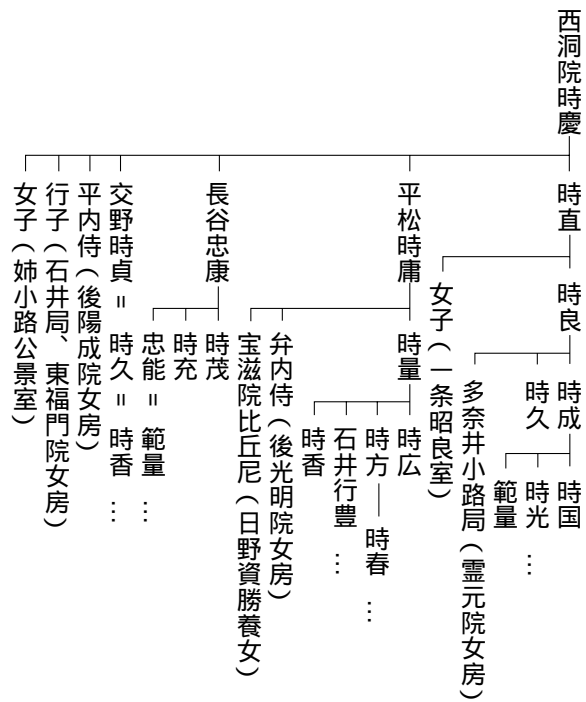 西洞院時慶
時直
時良
時成
時国
時光 …
範量
時久
多奈井小路局(霊元院女房)
女子(一条昭良室)
平松時庸
時量
時広
時方 ― 時春 …
石井行豊 …
時香
弁内侍(後光明院女房)
宝滋院比丘尼(日野資勝養女)
長谷忠康
時茂
時充
忠能 = 範量 …
交野時貞 = 時久 = 時香 …
平内侍(後陽成院女房)
行子(石井局、東福門院女房)
女子(姉小路公景室)